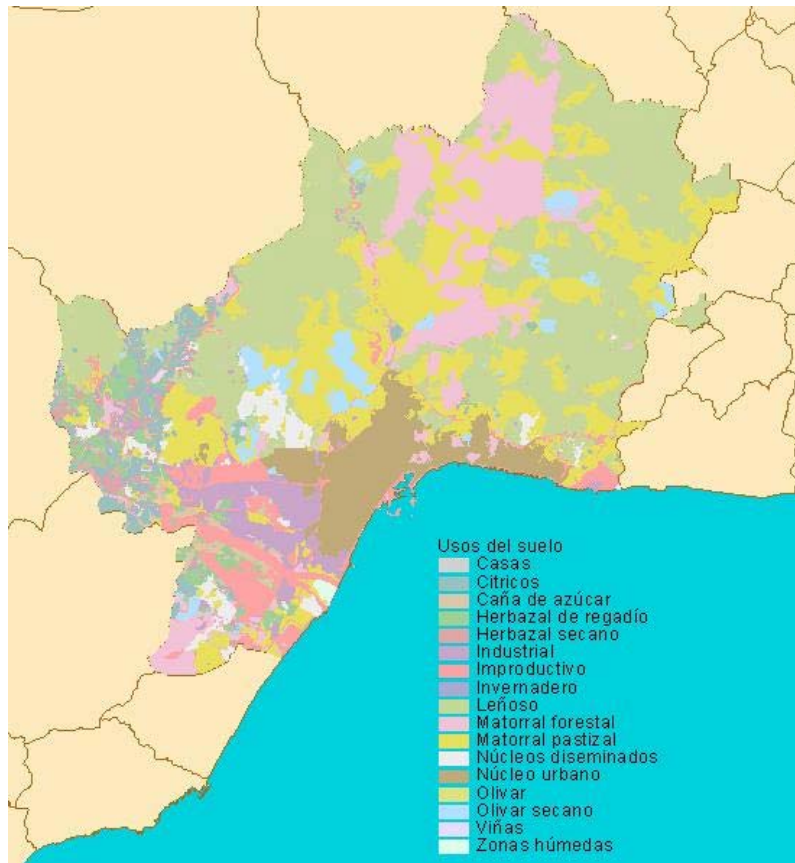 Usos del suelo
Casas
Citricos
Caña de azúcar
Herbazal de regadío
Herbazal secano
Industrial
Improductivo
Invernadero
Leñoso
Matorral forestal
Matorral pastizal
Núcleos diseminados
Núcleo urbano
Olivar
Olivar secano
Viñas
Zonas húmedas